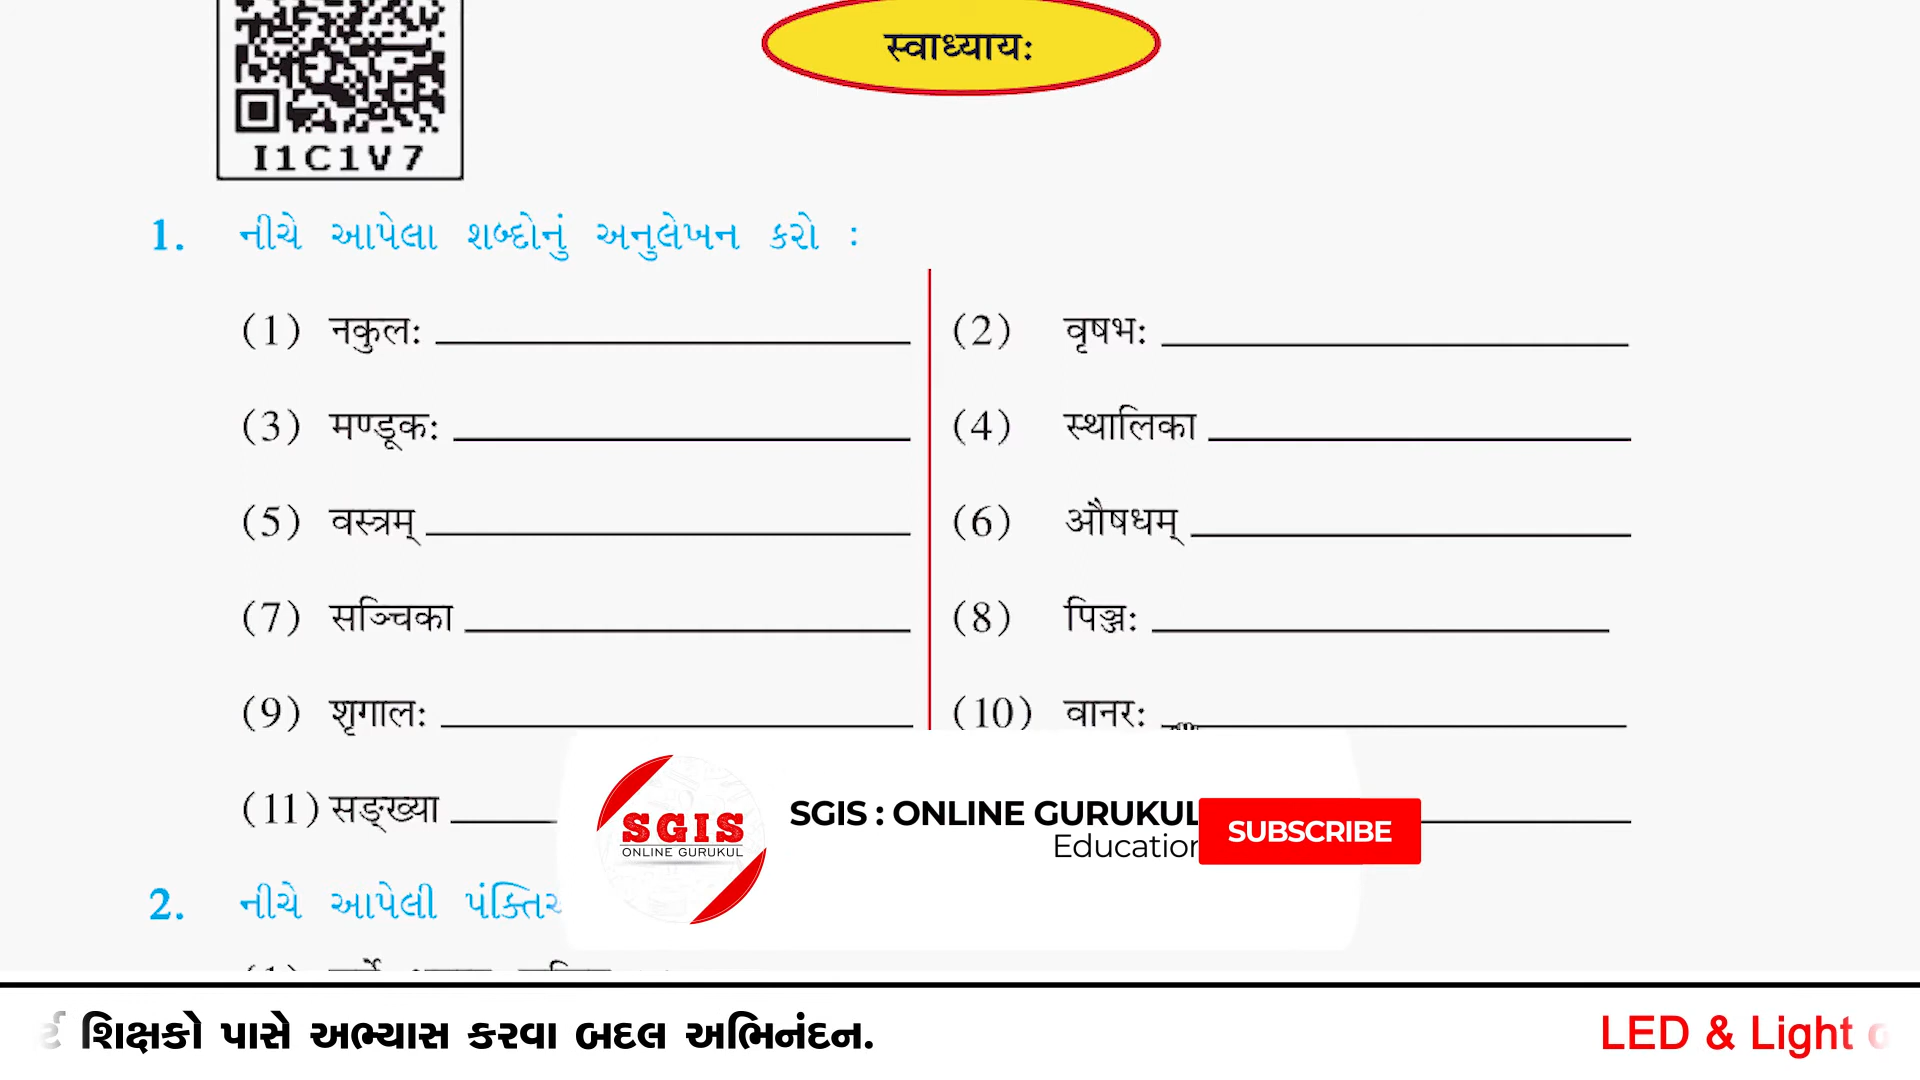 स्वाध्यायः
I1C1V7
1. નીચે આપેલા શબ્દોનું અનુલેખન કરો :
(1) नकुलः
(2) वृषभः
(3) मण्डूकः
(4) स्थालिका
(5) वस्त्रम्
(6) औषधम्
(7) सञ्चिका
(8) पिञ्जः
(9) शृगालः
(10) वानरः
(11) सङ्ख्या
SGIS
ONLINE GURUKUL
SGIS : ONLINE GURUKUL
Education
SUBSCRIBE
2. નીચે આપેલી
શિક્ષકો પાસે અભ્યાસ કરવા બદલ અભિનંદન.
LED & Light